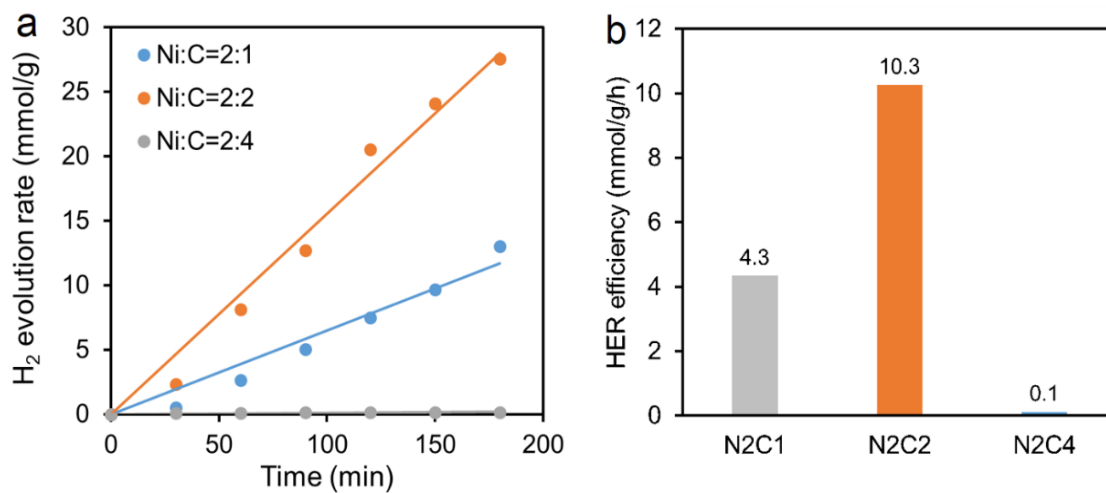 a
H₂ evolution rate (mmol/g)
30
25
20
15
10
5
0
Ni:C=2:1
Ni:C=2:2
Ni:C=2:4
0 50 100 150 200
Time (min)
b
HER efficiency (mmol/g/h)
12
10
8
6
4
2
0
4.3
10.3
0.1
N2C1 N2C2 N2C4